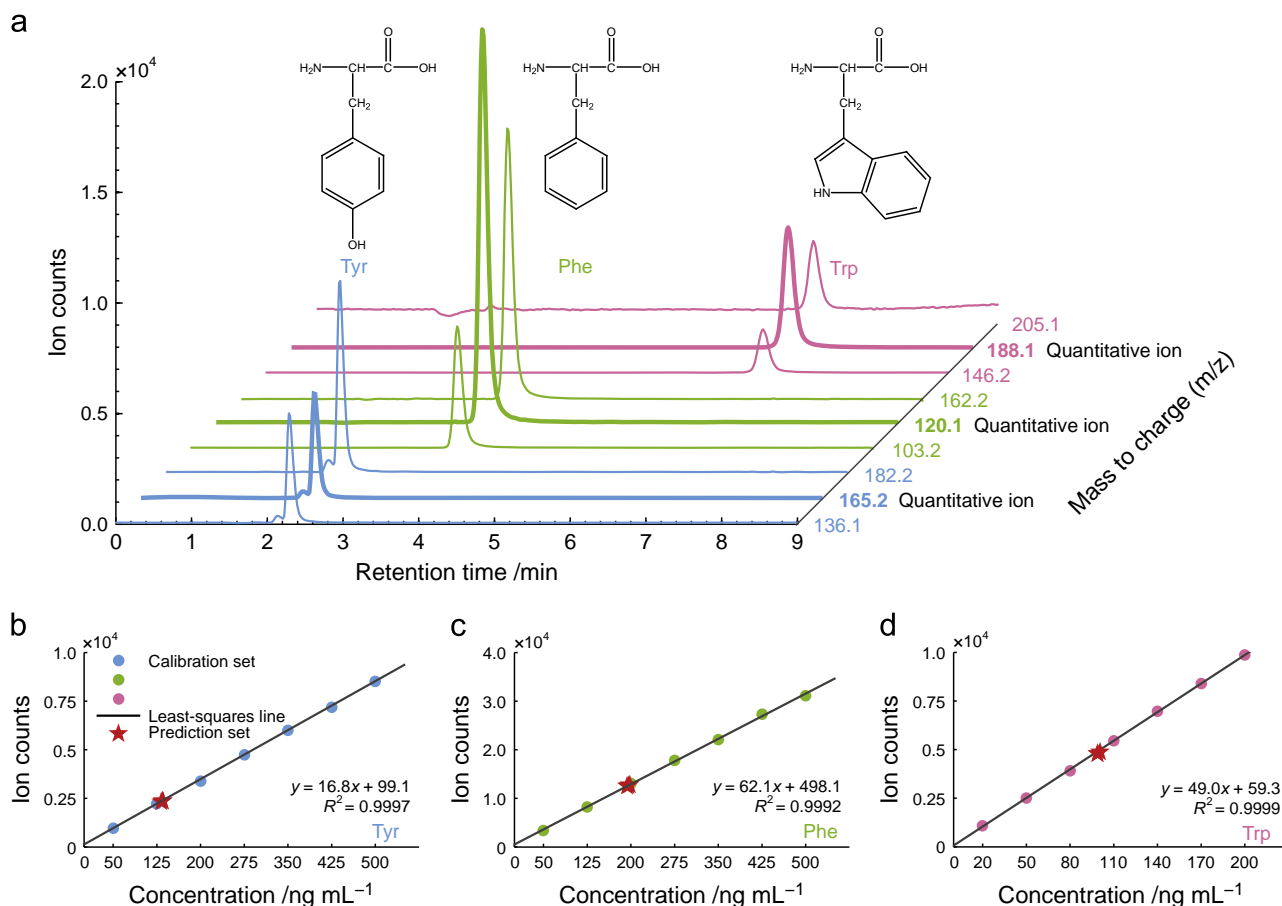 a
×10⁴
2.0
1.5
1.0
0.5
0.0
Ion counts
H₂N—CH—C—OH
O
CH₂
OH
H₂N—CH—C—OH
O
CH₂
H₂N—CH—C—OH
O
CH₂
HN
Tyr
Phe
Trp
205.1
188.1 Quantitative ion
146.2
162.2
120.1 Quantitative ion
103.2
182.2
165.2 Quantitative ion
136.1
Mass to charge (m/z)
0 1 2 3 4 5 6 7 8 9
Retention time /min
b
×10⁴
1.0
0.75
0.5
0.25
0
Ion counts
Calibration set
Least-squares line
Prediction set
y = 16.8x + 99.1
R² = 0.9997
Tyr
50 125 200 275 350 425 500
Concentration /ng mL⁻¹
c
×10⁴
4.0
3.0
2.0
1.0
0
Ion counts
y = 62.1x + 498.1
R² = 0.9992
Phe
0 50 125 200 275 350 425 500
Concentration /ng mL⁻¹
d
×10⁴
1.0
0.75
0.5
0.25
0
Ion counts
y = 49.0x + 59.3
R² = 0.9999
Trp
0 20 50 80 110 140 170 200
Concentration /ng mL⁻¹